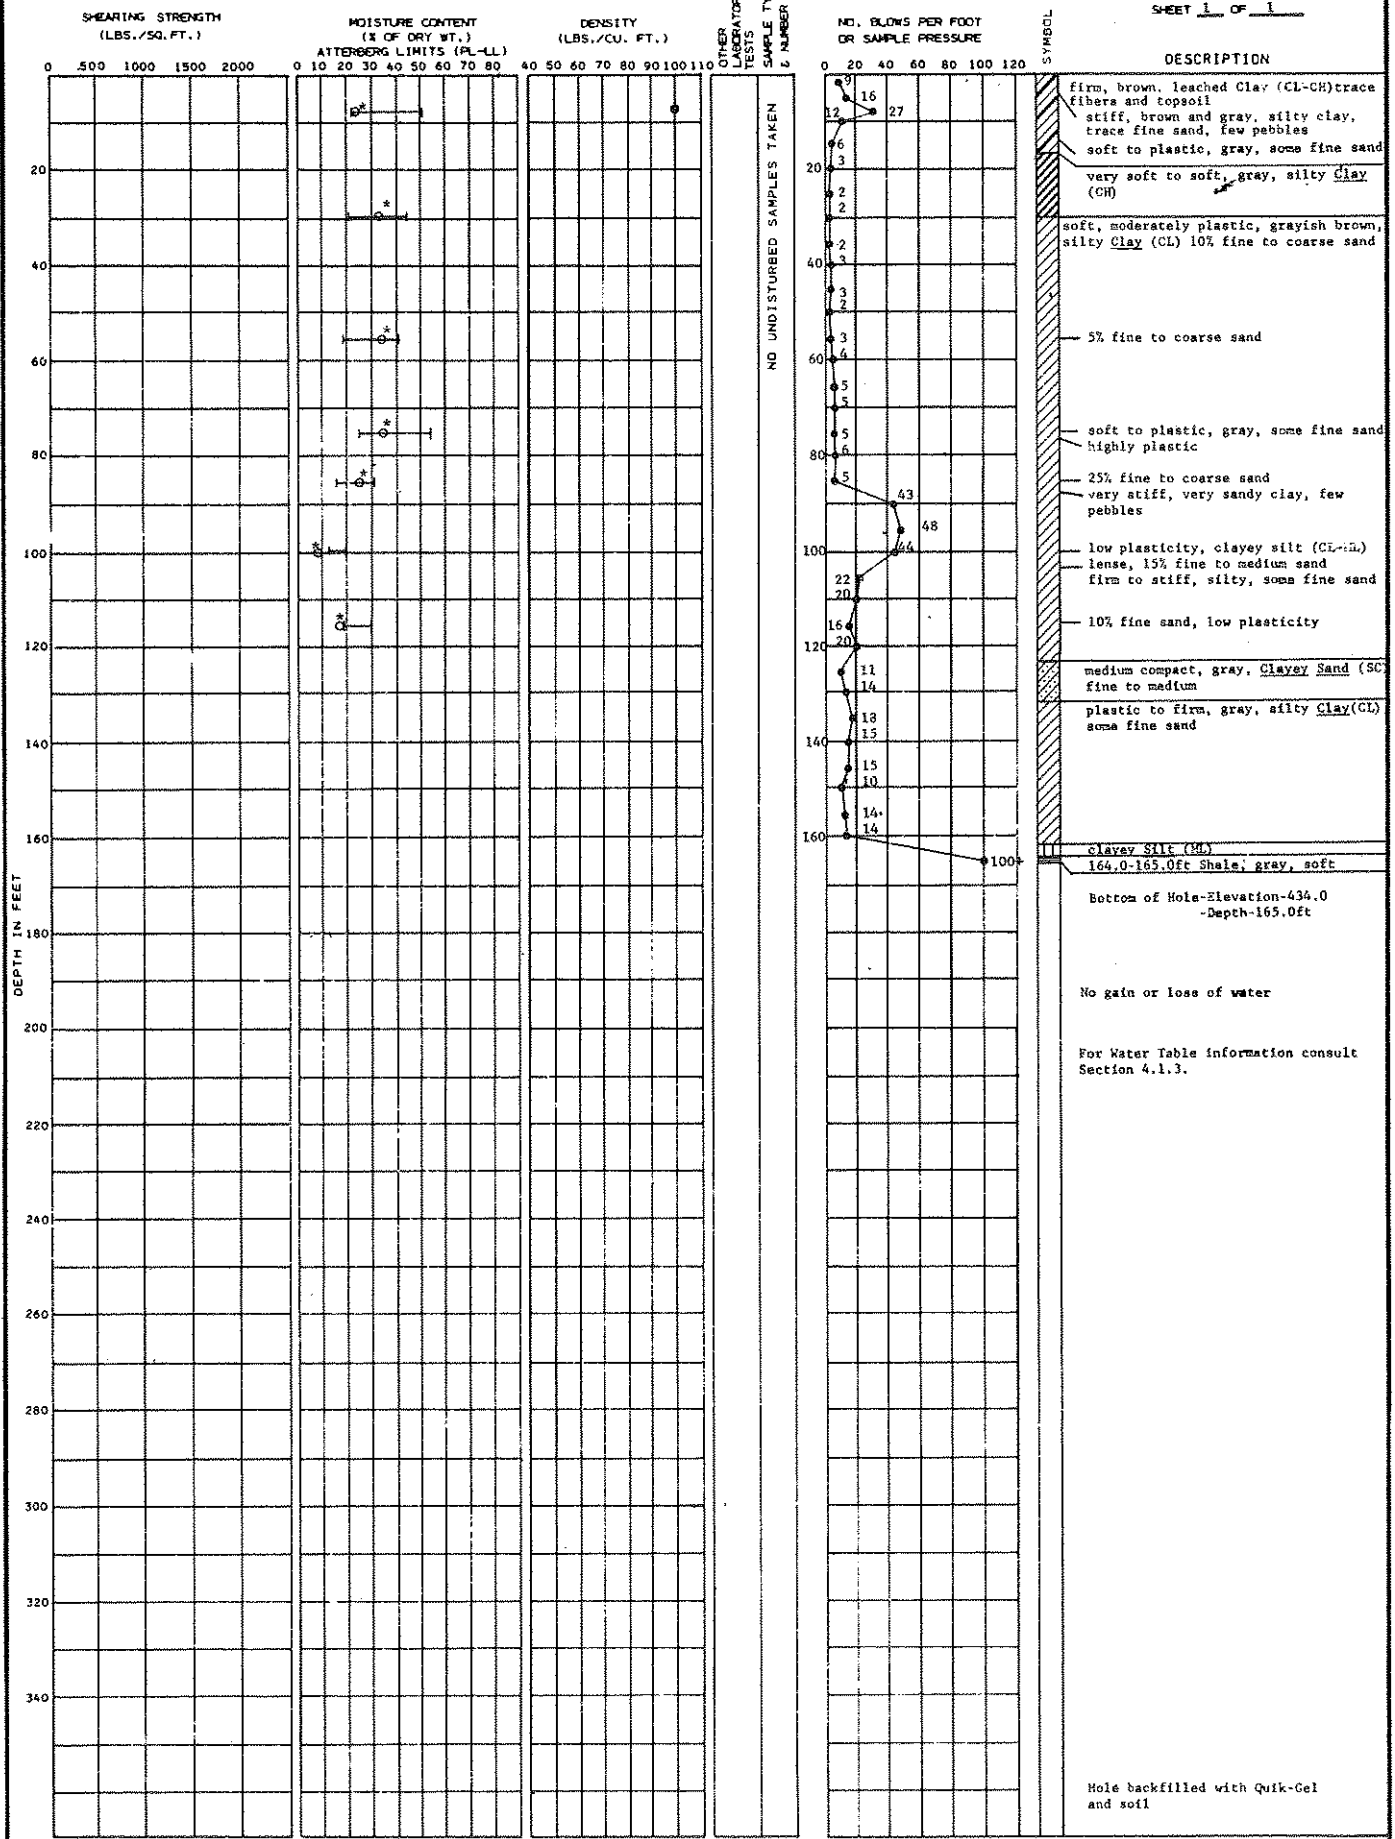 SHEET 1 OF 1
SHEARING STRENGTH
(LBS./SQ.FT.)
MOISTURE CONTENT
(% OF DRY WT.)
ATTERBERG LIMITS (PL-LL)
DENSITY
(LBS./CU. FT.)
OTHER
LABORATOR
TESTS
SAMPLE TY
& NUMBER
NO. BLOWS PER FOOT
OR SAMPLE PRESSURE
SYMBOL
DESCRIPTION
0 500 1000 1500 2000
0 10 20 30 40 60 80
40 50 60 70 80 90 100 110
0 20 40 60 80 100 120
NO UNDISTURBED SAMPLES TAKEN
DEPTH IN FEET
20
40
60
80
100
120
140
160
180
200
220
240
260
280
300
320
340
20
40
60
80
100
120
140
160
9
16
27
12
6
3
2
2
2
3
3
2
3
4
5
5
5
6
5
43
48
44
22
20
16
20
11
14
18
15
15
10
14
14
100+
firm, brown, leached Clay (CL-CH)trace
fibers and topsoil
stiff, brown and gray, silty clay,
trace fine sand, few pebbles
soft to plastic, gray, some fine sand
very soft to soft, gray, silty Clay
(CH)
soft, moderately plastic, grayish brown,
silty Clay (CL) 10% fine to coarse sand
5% fine to coarse sand
soft to plastic, gray, some fine sand
highly plastic
25% fine to coarse sand
very stiff, very sandy clay, few
pebbles
low plasticity, clayey silt (CL-ML)
lense, 15% fine to medium sand
firm to stiff, silty, some fine sand
10% fine sand, low plasticity
medium compact, gray, Clayey Sand (SC)
fine to medium
plastic to firm, gray, silty Clay(CL)
some fine sand
clayey Silt (ML)
164.0-165.0ft Shale, gray, soft
Bottom of Hole-Elevation-434.0
-Depth-165.0ft
No gain or loss of water
For Water Table information consult
Section 4.1.3.
Hole backfilled with Quik-Gel
and soil